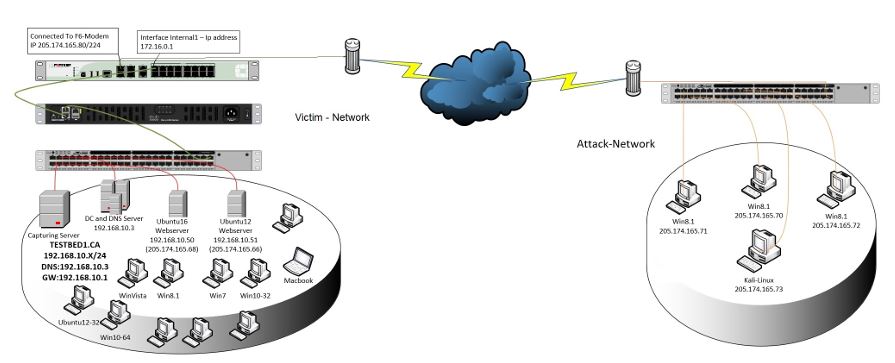 Connected To F6-Modem
IP 205.174.165.80/224
Interface Internal1 – Ip address
172.16.0.1
Victim - Network
Attack-Network
Capturing Server
DC and DNS Server
192.168.10.3
Ubuntu16
Webserver
192.168.10.50
(205.174.165.68)
Ubuntu12
Webserver
192.168.10.51
(205.174.165.66)
TESTBED1.CA
192.168.10.X/24
DNS:192.168.10.3
GW:192.168.10.1
Macbook
WinVista
Win8.1
Win7
Win10-32
Ubuntu12-32
Win10-64
Win8.1
205.174.165.71
Win8.1
205.174.165.70
Win8.1
205.174.165.72
Kali-Linux
205.174.165.73